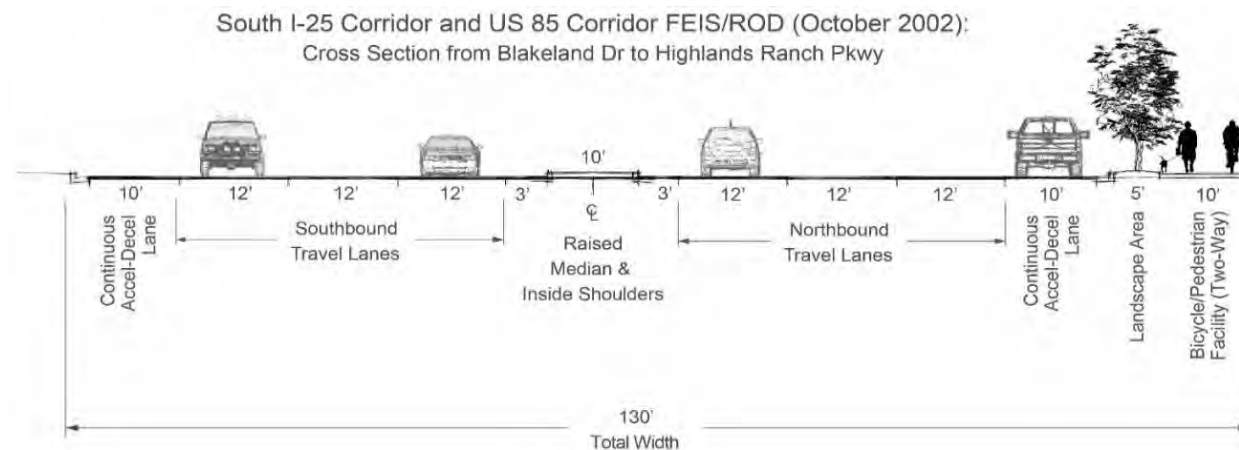 South I-25 Corridor and US 85 Corridor FEIS/ROD (October 2002):
Cross Section from Blakeland Dr to Highlands Ranch Pkwy
10'
10' 12' 12' 12' 3' 3' 12' 12' 12' 10' 5' 10'
Continuous
Accel-Decel
Lane
Southbound
Travel Lanes
℄
Raised
Median &
Inside Shoulders
Northbound
Travel Lanes
Continuous
Accel-Decel
Lane
Landscape Area
Bicycle/Pedestrian
Facility (Two-Way)
130'
Total Width